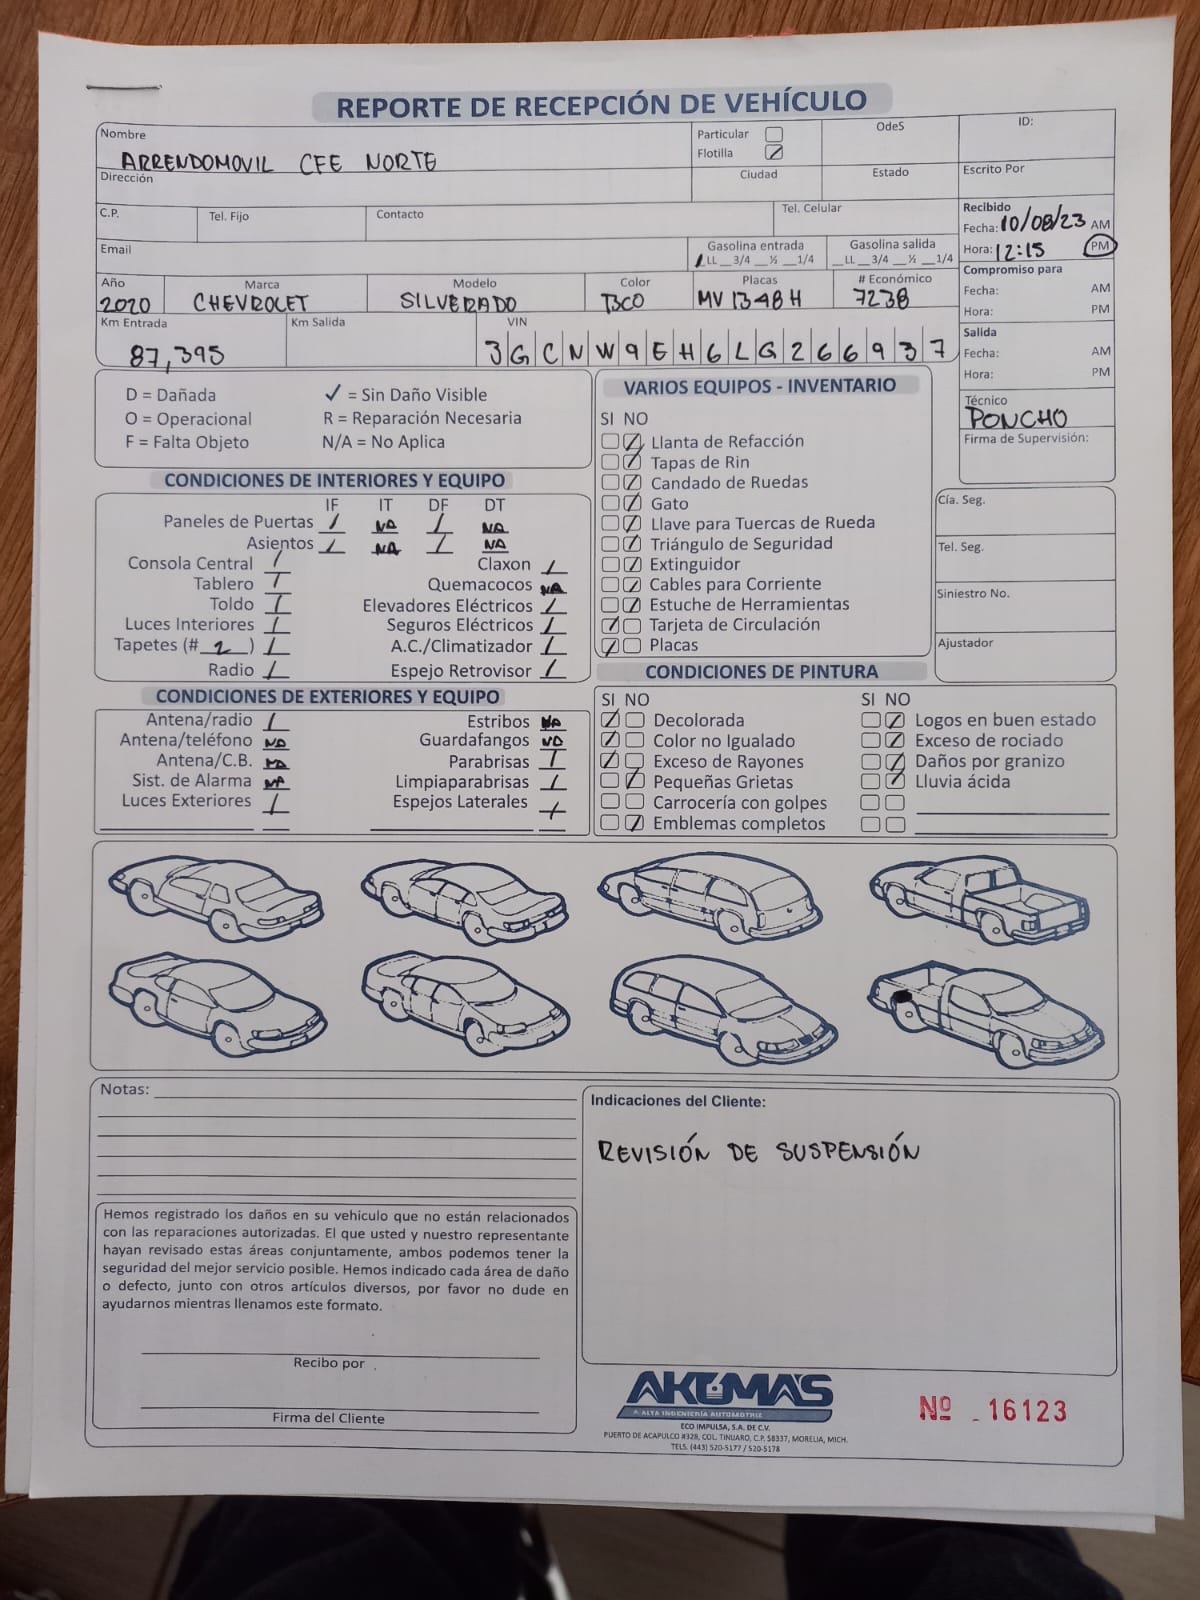 REPORTE DE RECEPCIÓN DE VEHÍCULO
Nombre
ARRENDOMOVIL CFE NORTE
Particular
Flotilla
OdeS
ID:
Dirección
Ciudad
Estado
Escrito Por
C.P.
Tel. Fijo
Contacto
Tel. Celular
Recibido
Fecha: 10/08/23 AM
Hora: 12:15 PM
Email
Gasolina entrada
LL __3/4 __½ __1/4
Gasolina salida
__LL __3/4 __½ __1/4
Compromiso para
Fecha: AM
Hora: PM
Año
2020
Marca
CHEVROLET
Modelo
SILVERADO
Color
BCO
Placas
MV 1348 H
# Económico
7238
Km Entrada
87,395
Km Salida
VIN
3GCNW9EH6LG266937
Salida
Fecha: AM
Hora: PM
Técnico
PONCHO
Firma de Supervisión:
D = Dañada
✓ = Sin Daño Visible
O = Operacional
R = Reparación Necesaria
F = Falta Objeto
N/A = No Aplica
VARIOS EQUIPOS - INVENTARIO
SI NO
Llanta de Refacción
Tapas de Rin
Candado de Ruedas
Gato
Llave para Tuercas de Rueda
Triángulo de Seguridad
Extinguidor
Cables para Corriente
Estuche de Herramientas
Tarjeta de Circulación
Placas
Cía. Seg.
Tel. Seg.
Siniestro No.
Ajustador
CONDICIONES DE INTERIORES Y EQUIPO
IF IT DF DT
Paneles de Puertas / NA / NA
Asientos / NA / NA
Consola Central /
Claxon /
Tablero /
Quemacocos NA
Toldo /
Elevadores Eléctricos /
Luces Interiores /
Seguros Eléctricos /
Tapetes (# 2 ) /
A.C./Climatizador /
Radio /
Espejo Retrovisor /
CONDICIONES DE EXTERIORES Y EQUIPO
Antena/radio /
Estribos NA
Antena/teléfono NA
Guardafangos NA
Antena/C.B. NA
Parabrisas /
Sist. de Alarma NA
Limpiaparabrisas /
Luces Exteriores /
Espejos Laterales /
CONDICIONES DE PINTURA
SI NO
SI NO
Decolorada
Logos en buen estado
Color no Igualado
Exceso de rociado
Exceso de Rayones
Daños por granizo
Pequeñas Grietas
Lluvia ácida
Carrocería con golpes
Emblemas completos
Notas:
Indicaciones del Cliente:
REVISIÓN DE SUSPENSIÓN
Hemos registrado los daños en su vehiculo que no están relacionados
con las reparaciones autorizadas. El que usted y nuestro representante
hayan revisado estas áreas conjuntamente, ambos podemos tener la
seguridad del mejor servicio posible. Hemos indicado cada área de daño
o defecto, junto con otros artículos diversos, por favor no dude en
ayudarnos mientras llenamos este formato.
Recibo por
Firma del Cliente
AKUMA'S
ALTA INGENIERÍA AUTOMOTRIZ
ECO IMPULSA, S.A. DE C.V.
PUERTO DE ACAPULCO #328, COL. TINIJARO, C.P. 58337, MORELIA, MICH.
TELS. (443) 520-5177 / 520-5178
Nº 16123